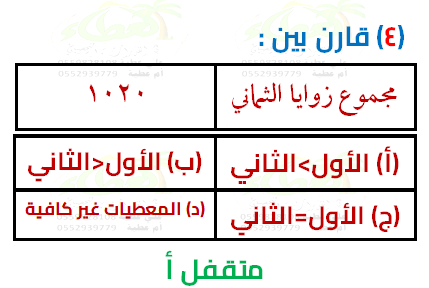 (٤) قارن بين :
مجموع زوايا الثماني
١٠٢٠
(أ) الأول>الثاني
(ب) الأول<الثاني
(ج) الأول=الثاني
(د) المعطيات غير كافية
متقفل أ